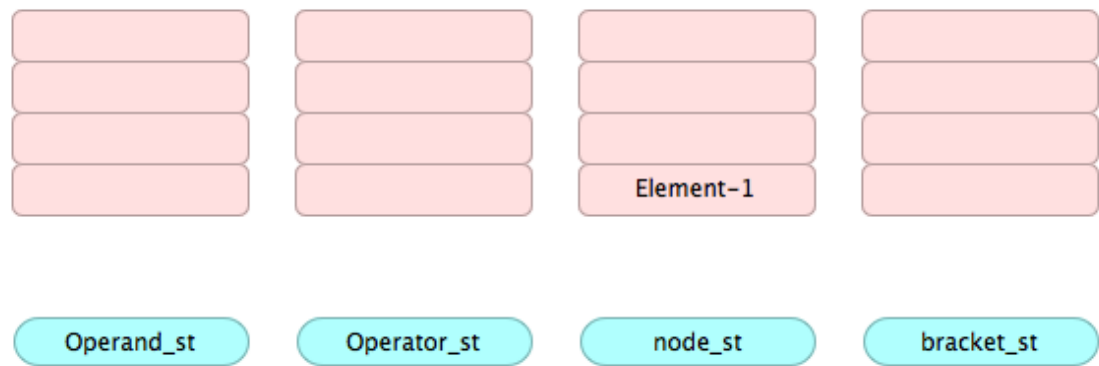 Element-1
Operand_st
Operator_st
node_st
bracket_st